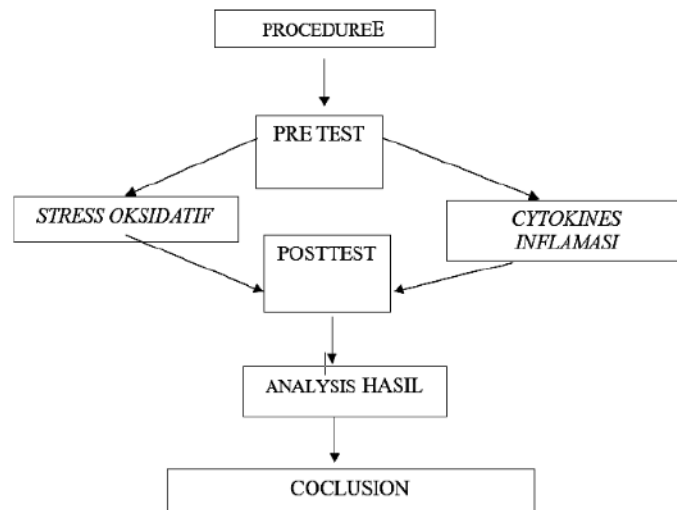 PROCEDUREE
PRE TEST
STRESS OKSIDATIF
CYTOKINES
INFLAMASI
POSTTEST
ANALYSIS HASIL
COCLUSION